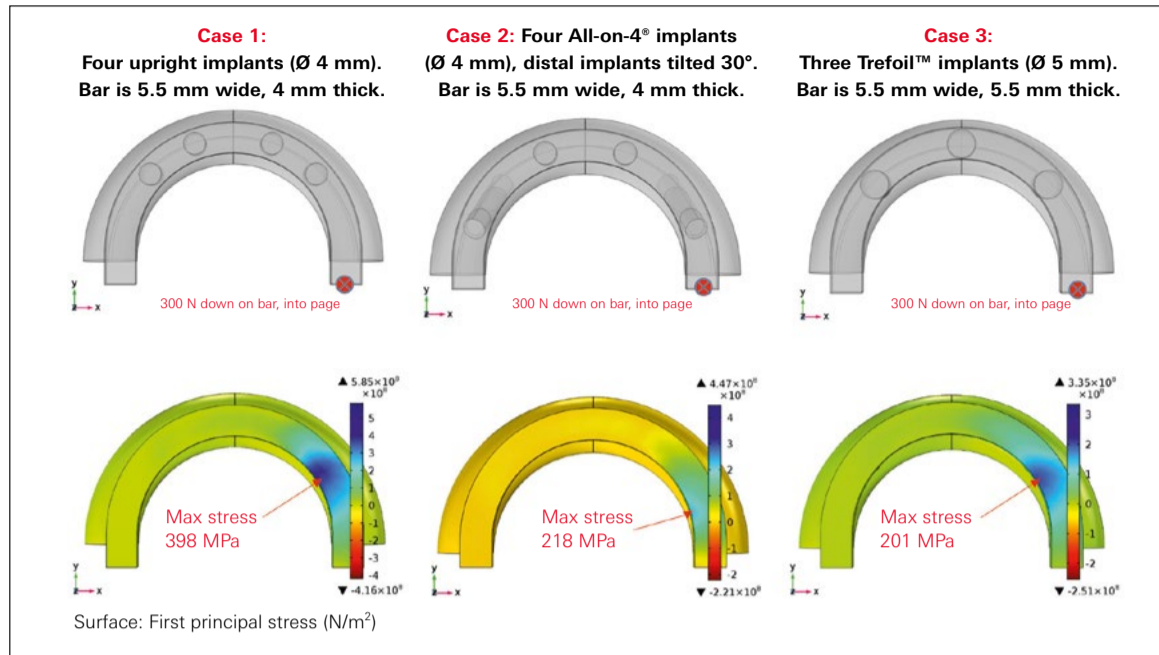 Case 1:
Four upright implants (Ø 4 mm).
Bar is 5.5 mm wide, 4 mm thick.
Case 2: Four All-on-4® implants
(Ø 4 mm), distal implants tilted 30°.
Bar is 5.5 mm wide, 4 mm thick.
Case 3:
Three Trefoil™ implants (Ø 5 mm).
Bar is 5.5 mm wide, 5.5 mm thick.
y
z x
300 N down on bar, into page
y
z x
300 N down on bar, into page
y
z x
300 N down on bar, into page
▲ 5.85×10⁸
×10⁸
5
4
3
2
1
0
-1
-2
-3
-4
▼ -4.16×10⁸
Max stress
398 MPa
y
z x
▲ 4.47×10⁸
×10⁸
4
3
2
1
0
-1
-2
▼ -2.21×10⁸
Max stress
218 MPa
y
z x
▲ 3.35×10⁸
×10⁸
3
2
1
0
-1
-2
▼ -2.51×10⁸
Max stress
201 MPa
y
z x
Surface: First principal stress (N/m²)